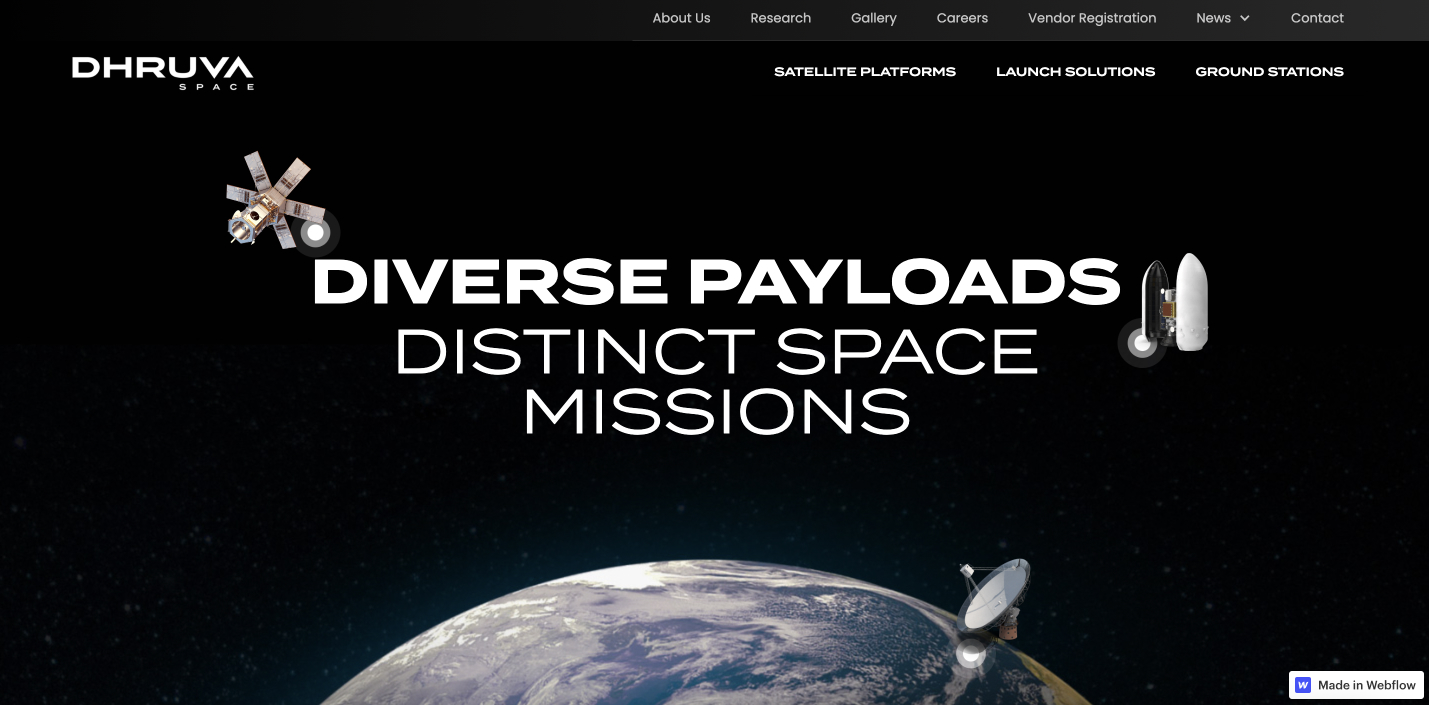 About Us Research Gallery Careers Vendor Registration News Contact
DHRUVA
SPACE
SATELLITE PLATFORMS LAUNCH SOLUTIONS GROUND STATIONS
DIVERSE PAYLOADS
DISTINCT SPACE
MISSIONS
Made in Webflow